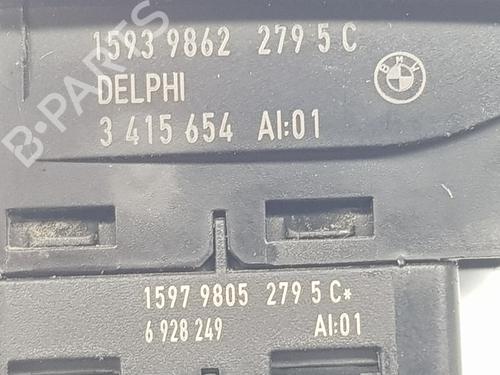 1593 9862 279 5 C
DELPHI
BMW
3 415 654 AI:01
B-PARTS
1597 9805 279 5 C*
6 928 249 AI:01